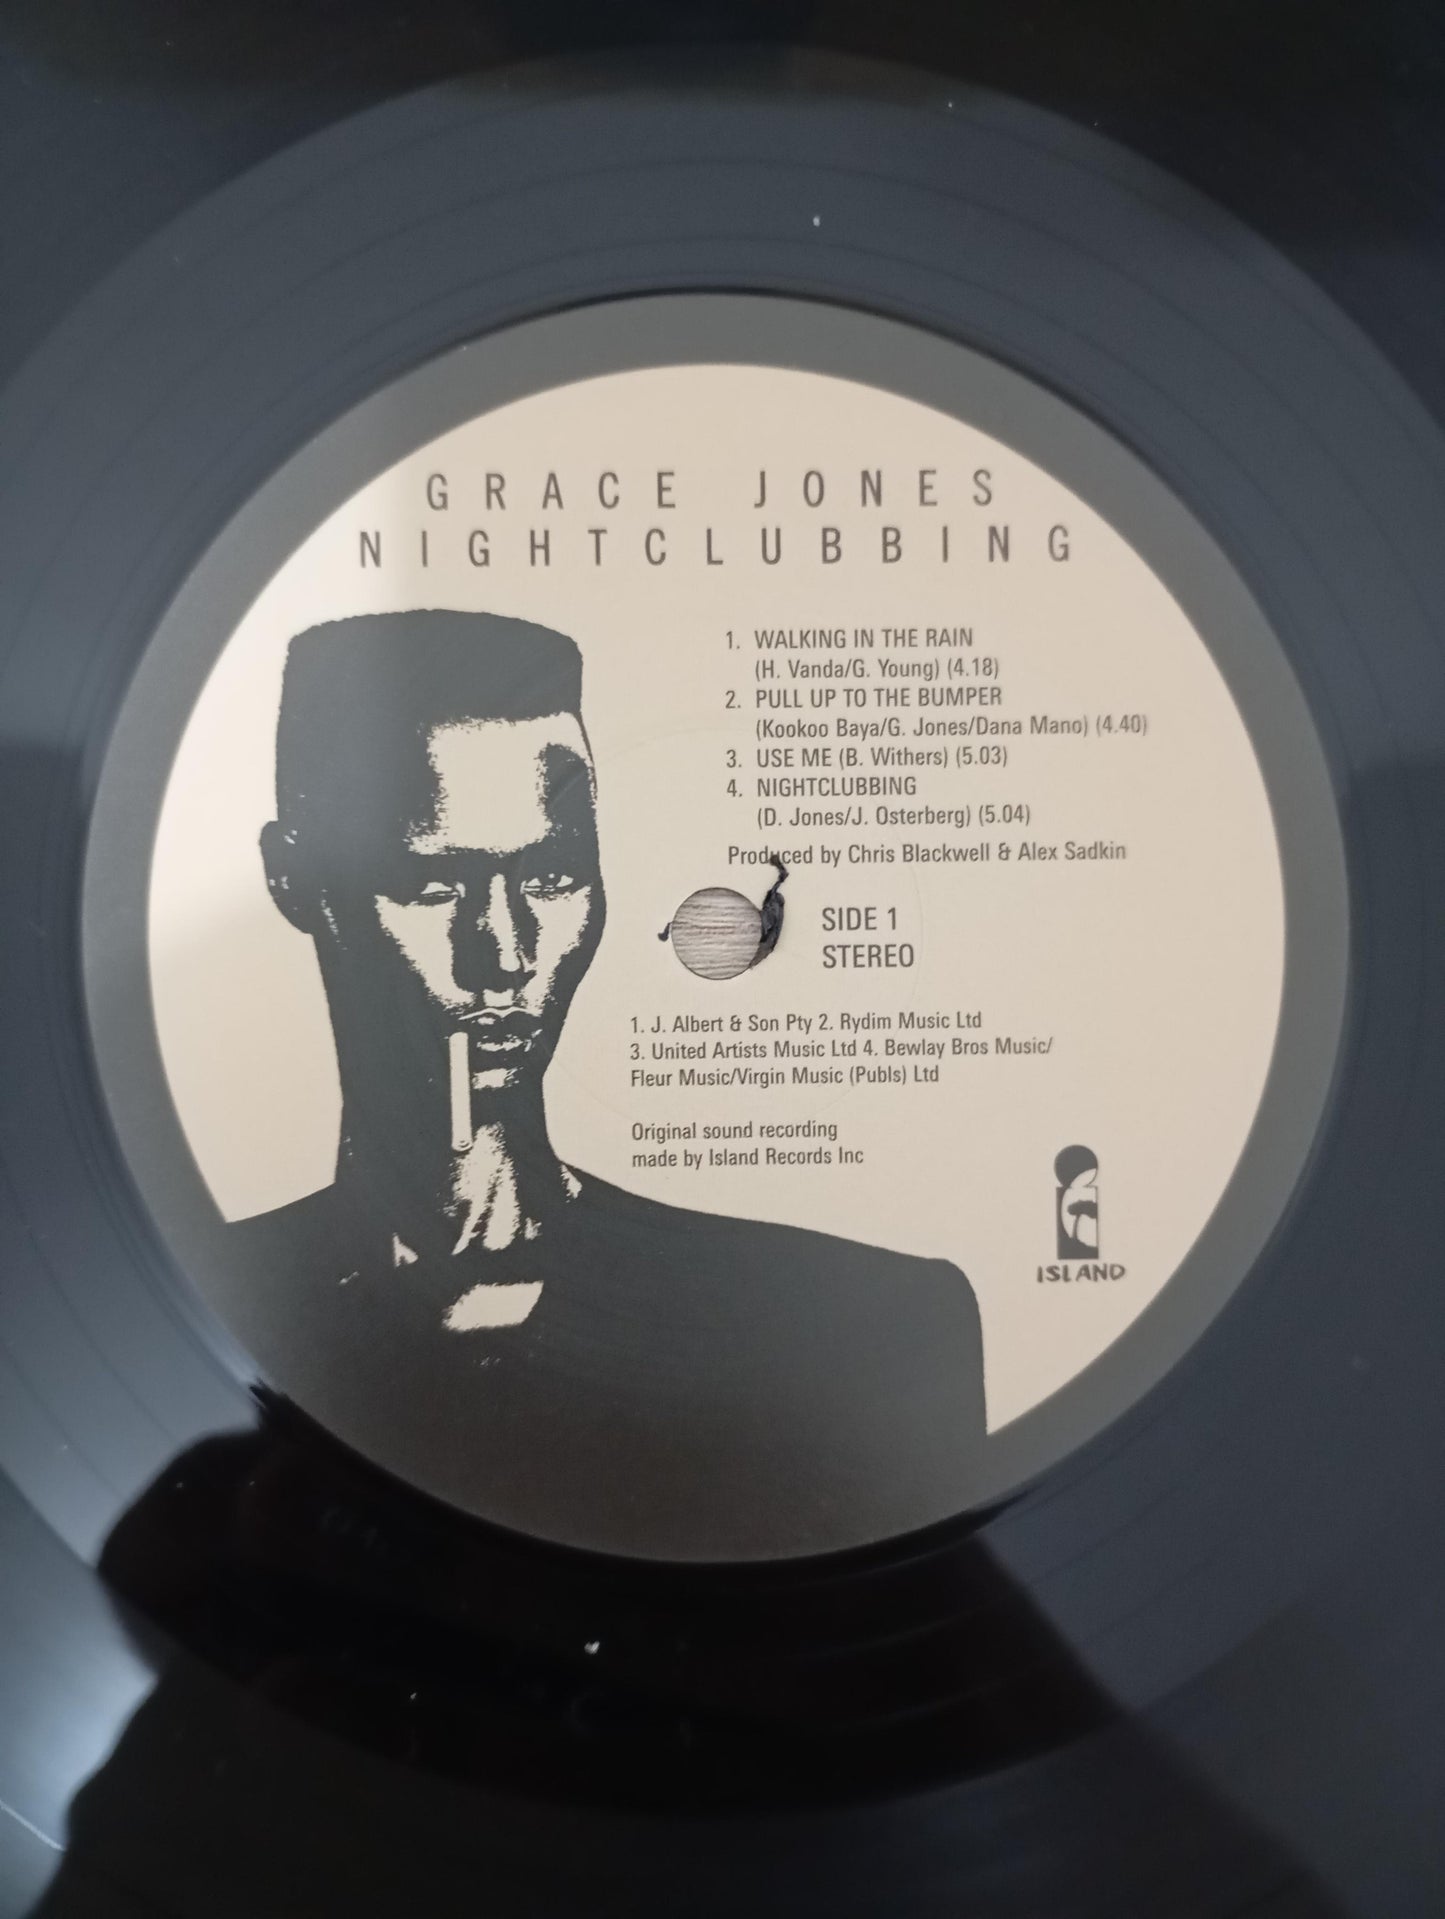 GRACE JONES
NIGHTCLUBBING
1. WALKING IN THE RAIN
(H. Vanda/G. Young) (4.18)
2. PULL UP TO THE BUMPER
(Kookoo Baya/G. Jones/Dana Mano) (4.40)
3. USE ME (B. Withers) (5.03)
4. NIGHTCLUBBING
(D. Jones/J. Osterberg) (5.04)
Produced by Chris Blackwell & Alex Sadkin
SIDE 1
STEREO
1. J. Albert & Son Pty 2. Rydim Music Ltd
3. United Artists Music Ltd 4. Bewlay Bros Music/
Fleur Music/Virgin Music (Publs) Ltd
Original sound recording
made by Island Records Inc
ISLAND